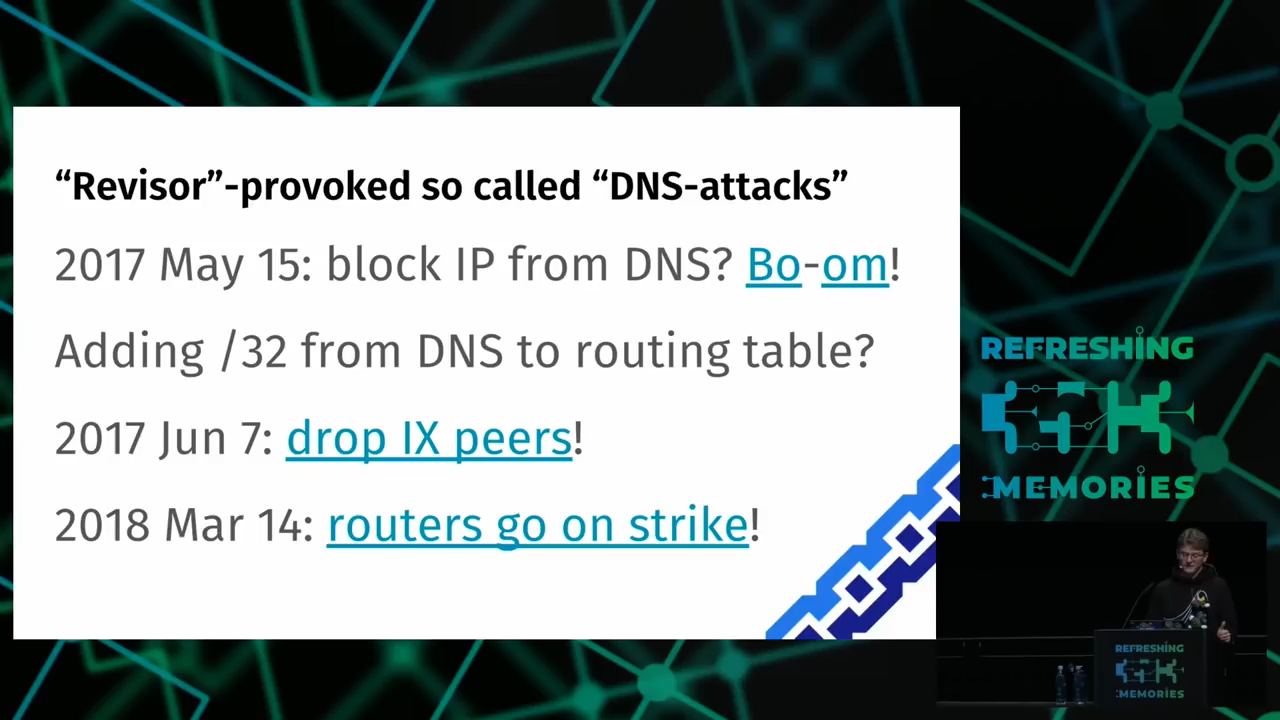 “Revisor”-provoked so called “DNS-attacks”
2017 May 15: block IP from DNS? Bo-om!
Adding /32 from DNS to routing table?
2017 Jun 7: drop IX peers!
2018 Mar 14: routers go on strike!
REFRESHING
35K
MEMORIES
REFRESHING
MEMORIES